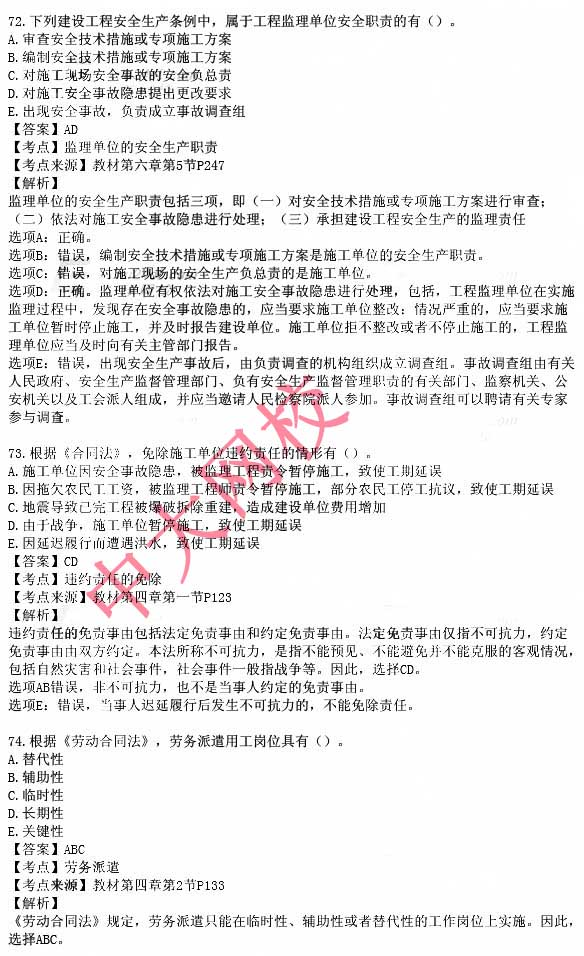 72.下列建设工程安全生产条例中，属于工程监理单位安全职责的有（）。
A.审查安全技术措施或专项施工方案
B.编制安全技术措施或专项施工方案
C.对施工现场安全事故的安全负总责
D.对施工安全事故隐患提出更改要求
E.出现安全事故，负责成立事故调查组
【答案】AD
【考点】监理单位的安全生产职责
【考点来源】教材第六章第5节P247
【解析】
监理单位的安全生产职责包括三项，即（一）对安全技术措施或专项施工方案进行审查；
（二）依法对施工安全事故隐患进行处理；（三）承担建设工程安全生产的监理责任
选项A：正确。
选项B：错误，编制安全技术措施或专项施工方案是施工单位的安全生产职责。
选项C：错误，对施工现场的安全生产负总责的是施工单位。
选项D：正确。监理单位有权依法对施工安全事故隐患进行处理，包括，工程监理单位在实施
监理过程中，发现存在安全事故隐患的，应当要求施工单位整改；情况严重的，应当要求施
工单位暂时停止施工，并及时报告建设单位。施工单位拒不整改或者不停止施工的，工程监
理单位应当及时向有关主管部门报告。
选项E：错误，出现安全生产事故后，由负责调查的机构组织成立调查组。事故调查组由有关
人民政府、安全生产监督管理部门、负有安全生产监督管理职责的有关部门、监察机关、公
安机关以及工会派人组成，并应当邀请人民检察院派人参加。事故调查组可以聘请有关专家
参与调查。
73.根据《合同法》，免除施工单位违约责任的情形有（）。
A.施工单位因安全事故隐患，被监理工程责令暂停施工，致使工期延误
B.因拖欠农民工工资，被监理工程师责令暂停施工，部分农民工停工抗议，致使工期延误
C.地震导致已完工程被爆破拆除重建，造成建设单位费用增加
D.由于战争，施工单位暂停施工，致使工期延误
E.因延迟履行而遭遇洪水，致使工期延误
【答案】CD
【考点】违约责任的免除
【考点来源】教材第四章第一节P123
【解析】
违约责任的免责事由包括法定免责事由和约定免责事由。法定免责事由仅指不可抗力，约定
免责事由由双方约定。本法所称不可抗力，是指不能预见、不能避免并不能克服的客观情况，
包括自然灾害和社会事件，社会事件一般指战争等。因此，选择CD。
选项AB错误，非不可抗力，也不是当事人约定的免责事由。
选项E：错误，当事人迟延履行后发生不可抗力的，不能免除责任。
74.根据《劳动合同法》，劳务派遣用工岗位具有（）。
A.替代性
B.辅助性
C.临时性
D.长期性
E.关键性
【答案】ABC
【考点】劳务派遣
【考点来源】教材第四章第2节P133
【解析】
《劳动合同法》规定，劳务派遣只能在临时性、辅助性或者替代性的工作岗位上实施。因此，
选择ABC。
中大网校